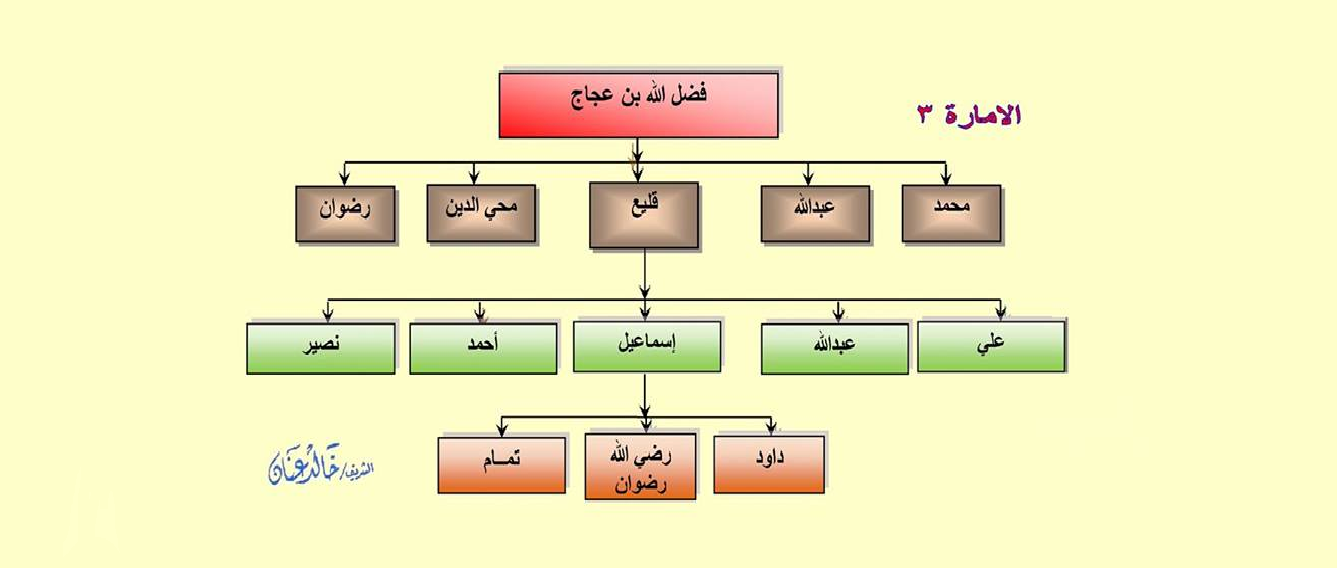 فضل الله بن عجاج
الامارة ٣
محمد
عبدالله
قليع
محي الدين
رضوان
علي
عبدالله
إسماعيل
أحمد
نصير
داود
رضي الله
رضوان
تمـــام
الشريف/خالد عنان